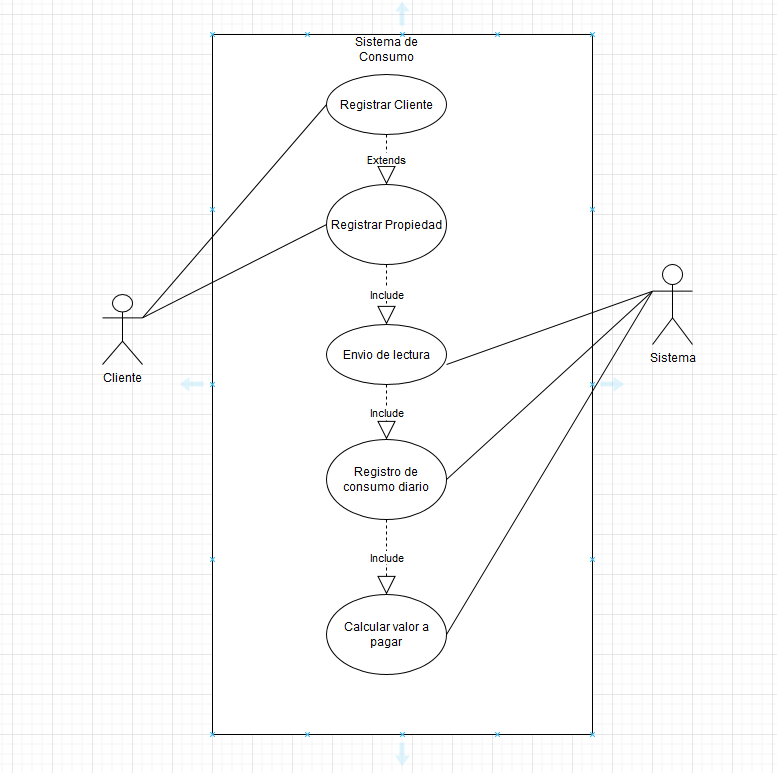 Sistema de
Consumo
Registrar Cliente
Extends
Registrar Propiedad
Include
Envio de lectura
Include
Registro de
consumo diario
Include
Calcular valor a
pagar
Cliente
Sistema